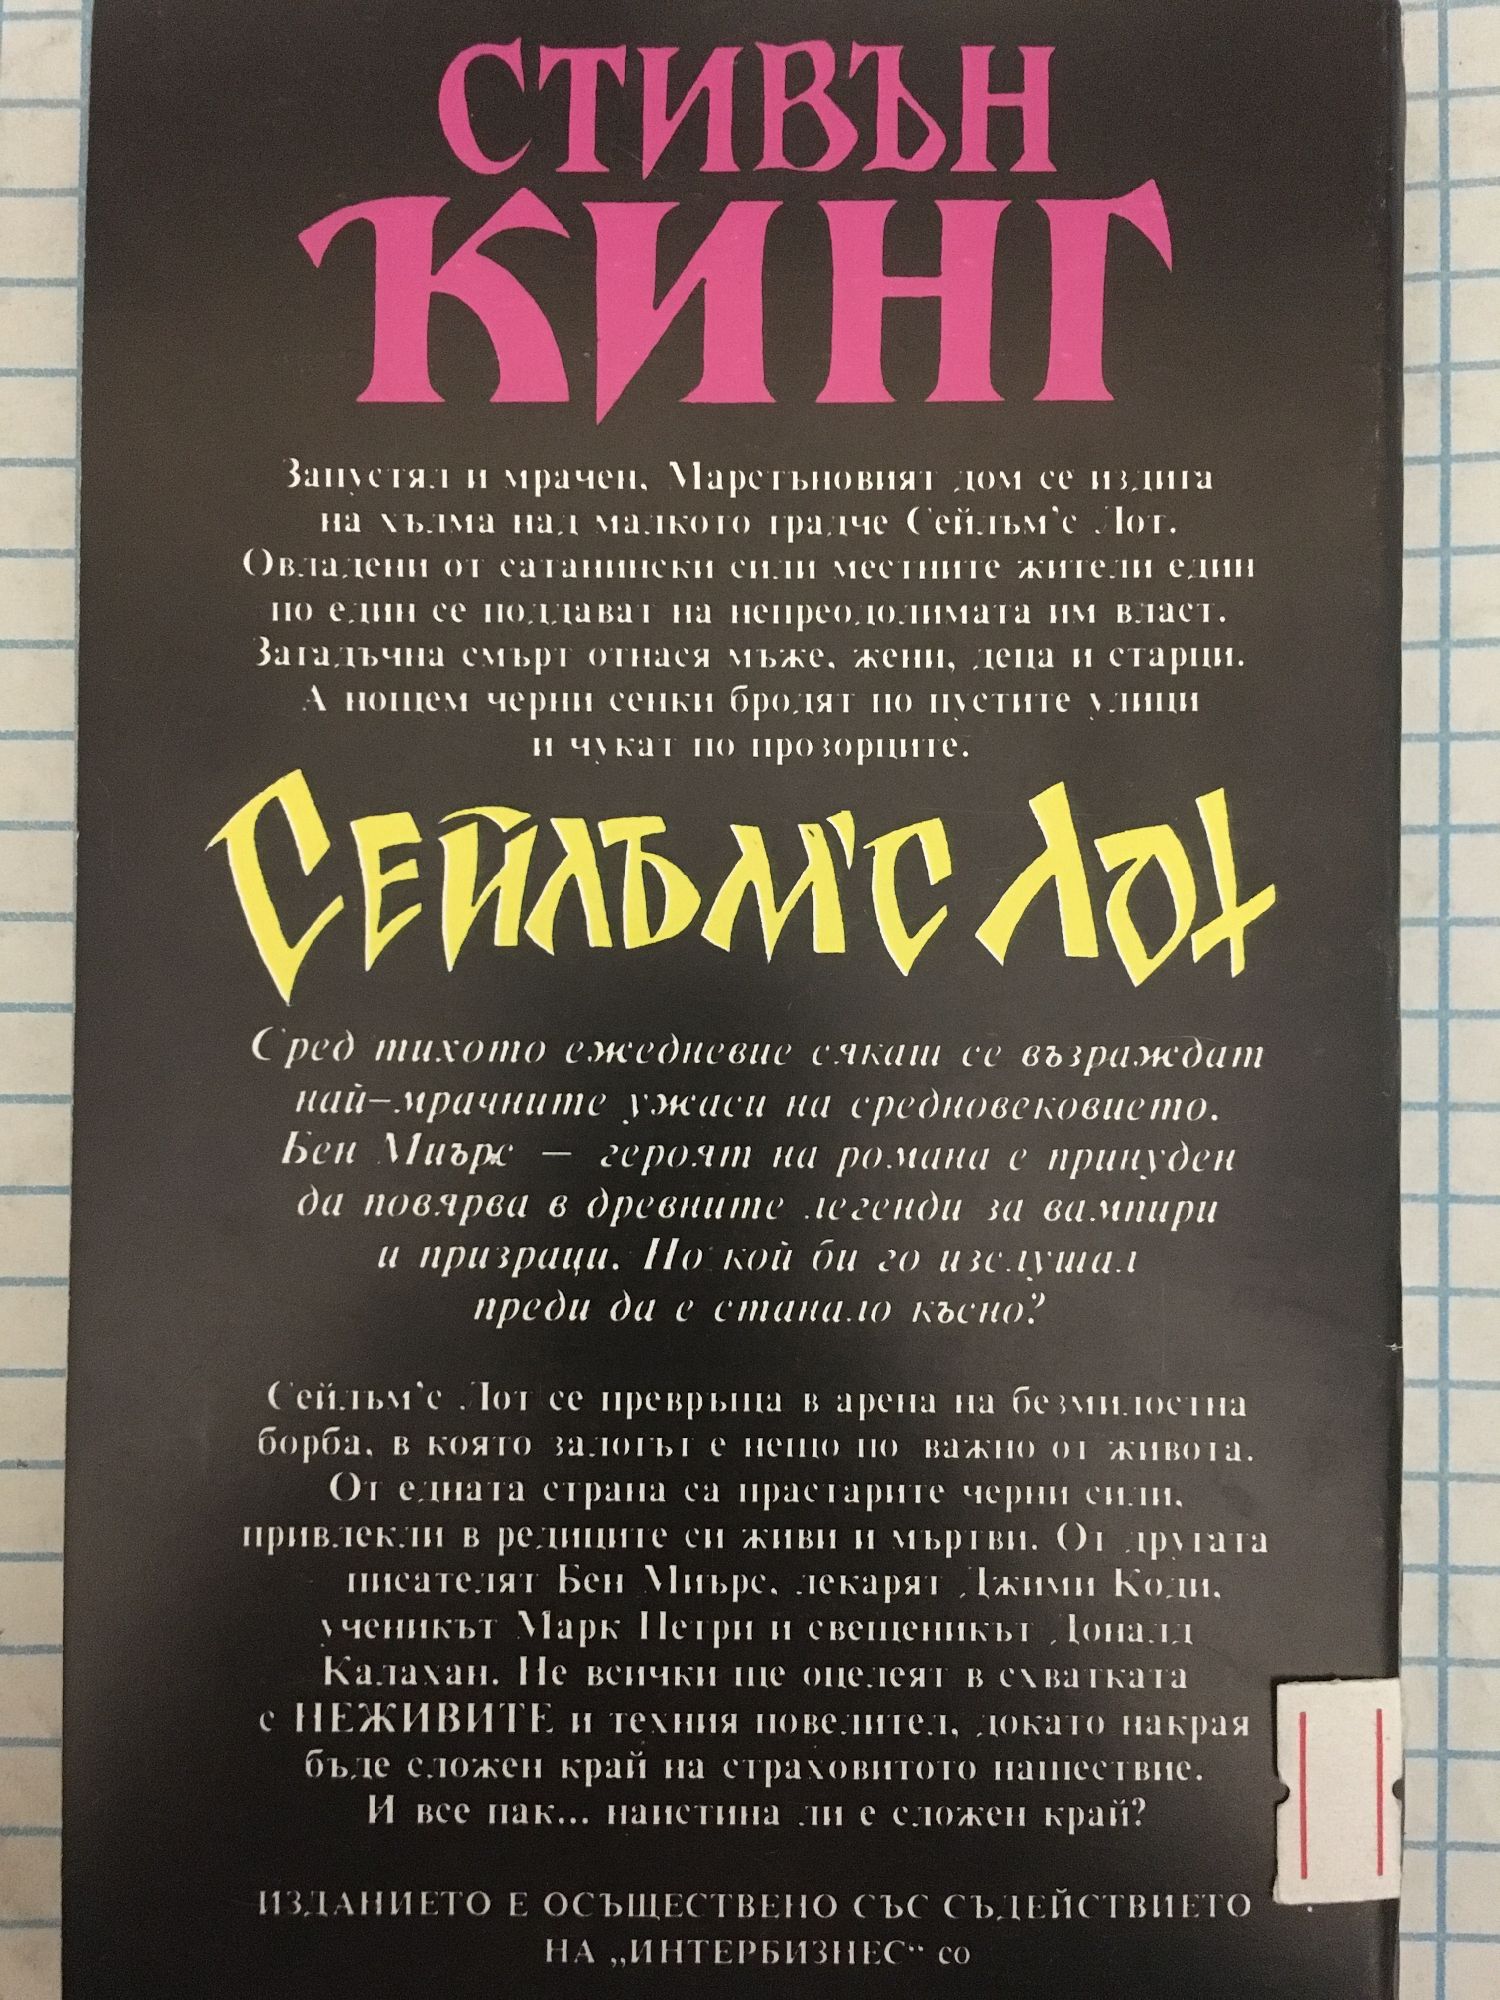 СТИВЪН
КИНГ
Запустял и мрачен, Марстъновият дом се издига
на хълма над малкото градче Сейлъм'с Лот.
Овладени от сатанински сили местните жители един
по един се поддават на непреодолимата им власт.
Загадъчна смърт отнася мъже, жени, деца и старци.
А нощем черни сенки бродят по пустите улици
и чукат по прозорците.
СЕЙЛЪМ'С ЛОТ
Сред тихото ежедневие сякаш се възраждат
най-мрачните ужаси на средновековието.
Бен Миърс – героят на романа е принуден
да повярва в древните легенди за вампири
и призраци. Но кой би го изслушал
преди да е станало късно?
Сейлъм'с Лот се превръща в арена на безмилостна
борба, в която залогът е нещо по важно от живота.
От едната страна са прастарите черни сили,
привлекли в редиците си живи и мъртви. От другата
писателят Бен Миърс, лекарят Джими Коди,
ученикът Марк Петри и свещеникът Доналд
Калахан. Не всички ще оцелеят в схватката
с НЕЖИВИТЕ и техния повелител, докато накрая
бъде сложен край на страховитото нашествие.
И все пак... наистина ли е сложен край?
ИЗДАНИЕТО Е ОСЪЩЕСТВЕНО СЪС СЪДЕЙСТВИЕТО
НА „ИНТЕРБИЗНЕС“ со